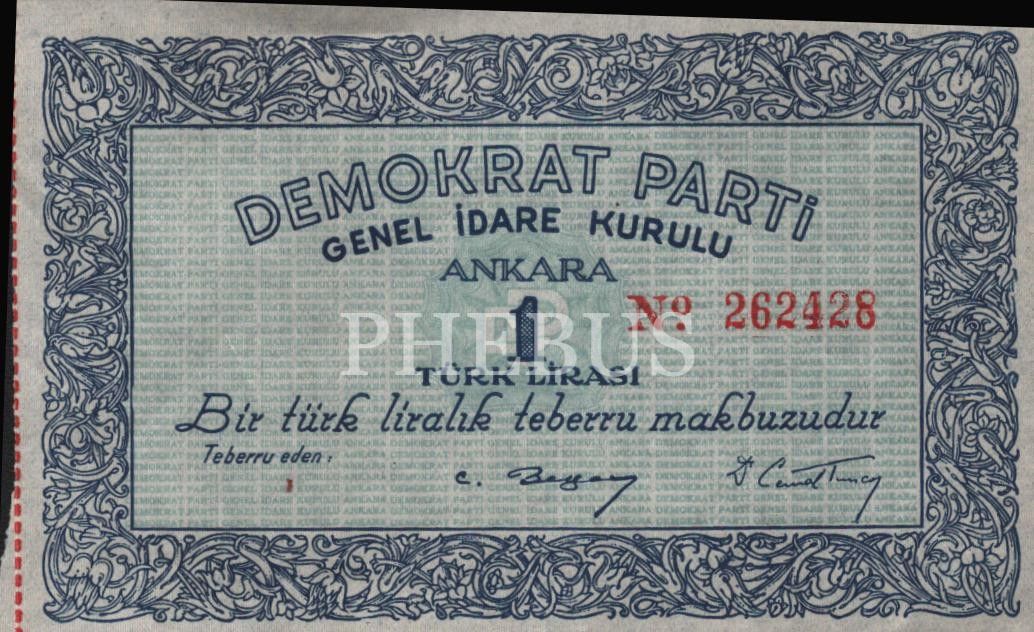 DEMOKRAT PARTİ
GENEL İDARE KURULU
ANKARA
1
No. 262428
PHEBUS
TÜRK LİRASI
Bir türk liralık teberru makbuzudur
Teberru eden :